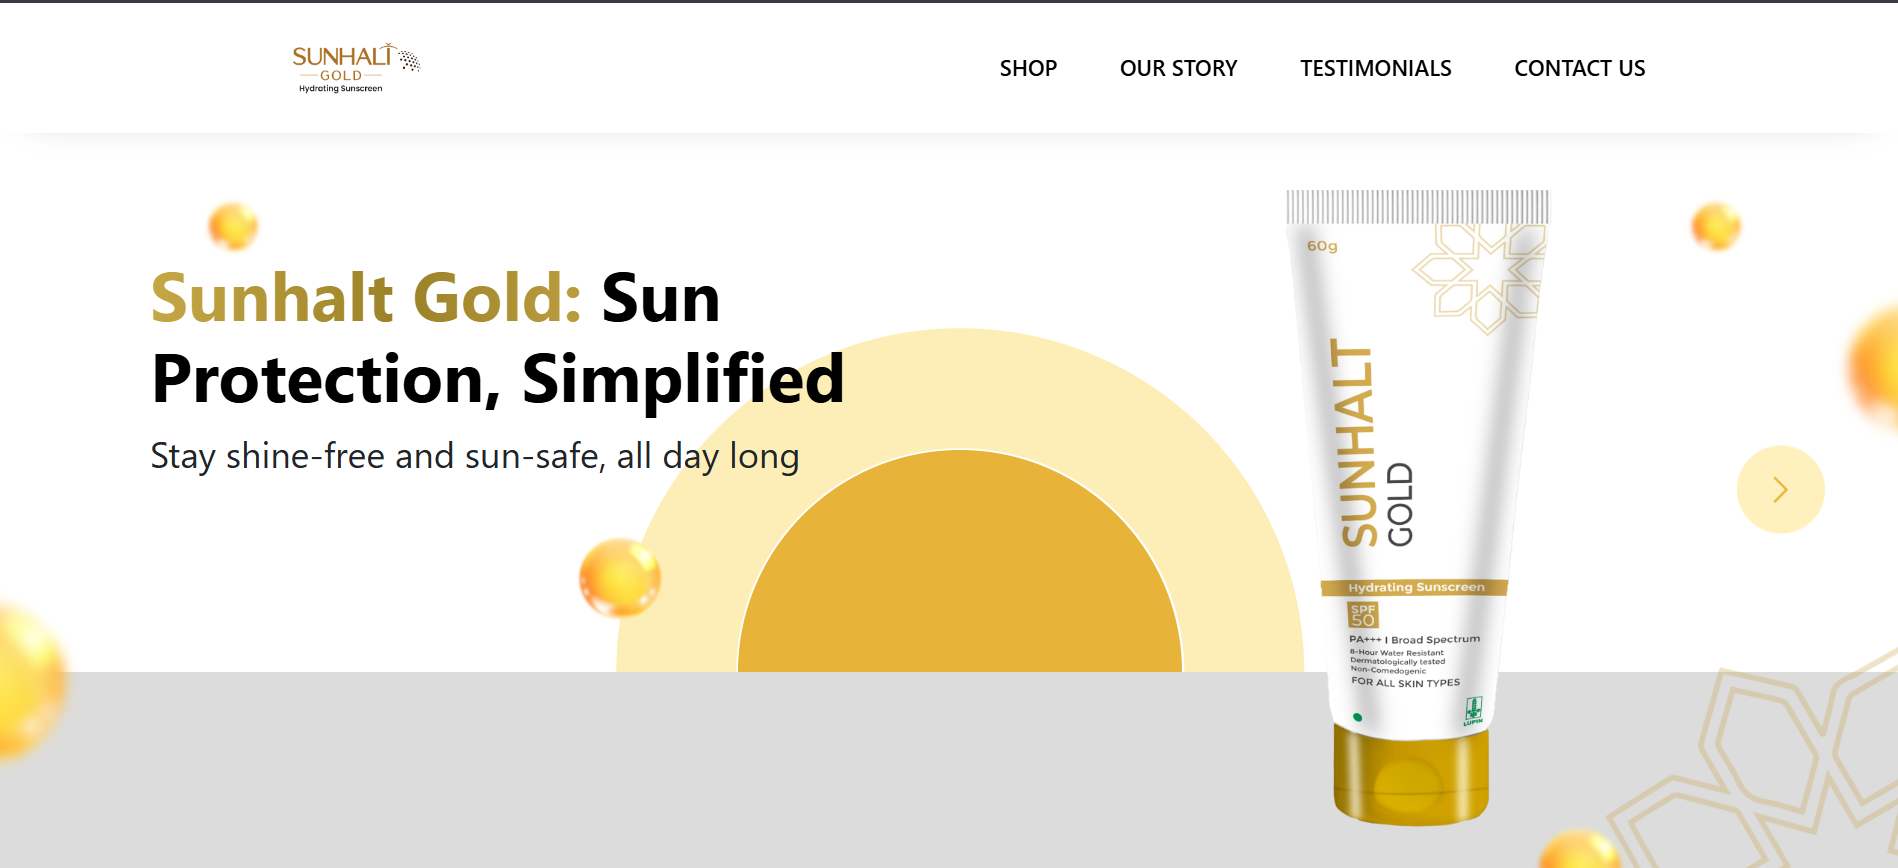 SUNHALT
GOLD
Hydrating Sunscreen
SHOP
OUR STORY
TESTIMONIALS
CONTACT US
Sunhalt Gold: Sun
Protection, Simplified
Stay shine-free and sun-safe, all day long
60g
SUNHALT
GOLD
Hydrating Sunscreen
SPF
50
PA+++ I Broad Spectrum
8-Hour Water Resistant
Dermatologically tested
Non-Comedogenic
FOR ALL SKIN TYPES
LUPIN